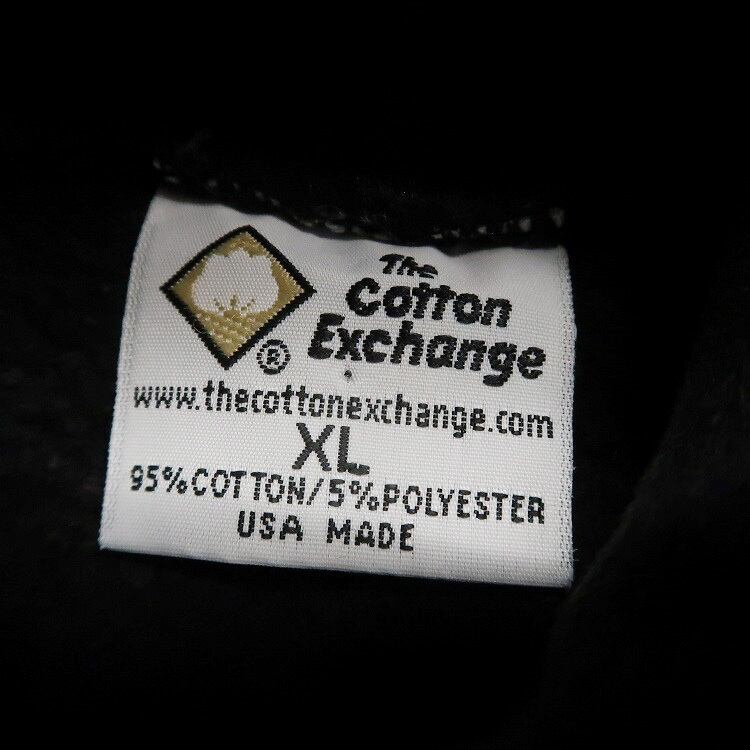 The
Cotton
Exchange
®
www.thecottonexchange.com
XL
95%COTTON/5%POLYESTER
USA MADE